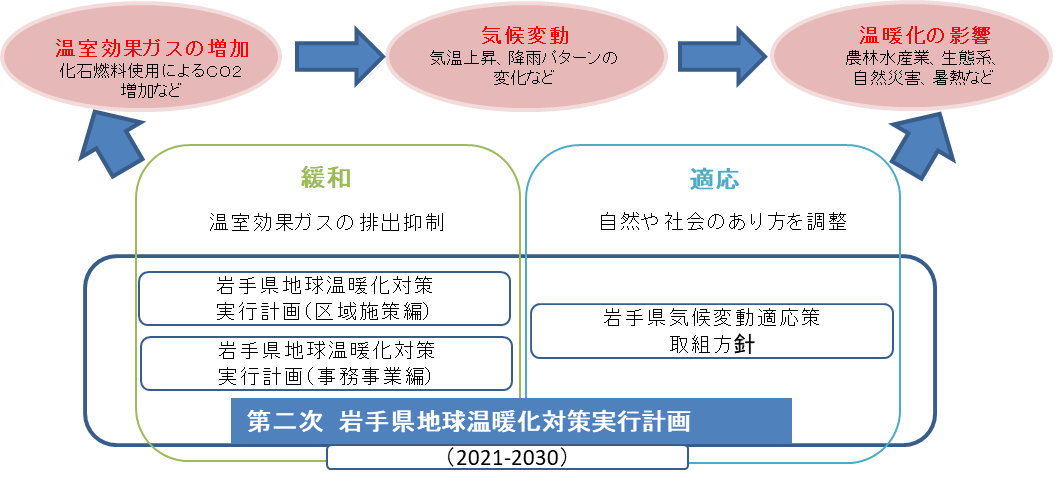 温室効果ガスの増加
化石燃料使用によるCO2
増加など
気候変動
気温上昇、降雨パターンの
変化など
温暖化の影響
農林水産業、生態系、
自然災害、暑熱など
緩和
温室効果ガスの排出抑制
適応
自然や社会のあり方を調整
岩手県地球温暖化対策
実行計画(区域施策編)
岩手県地球温暖化対策
実行計画(事務事業編)
岩手県気候変動適応策
取組方針
第二次 岩手県地球温暖化対策実行計画
(2021-2030)